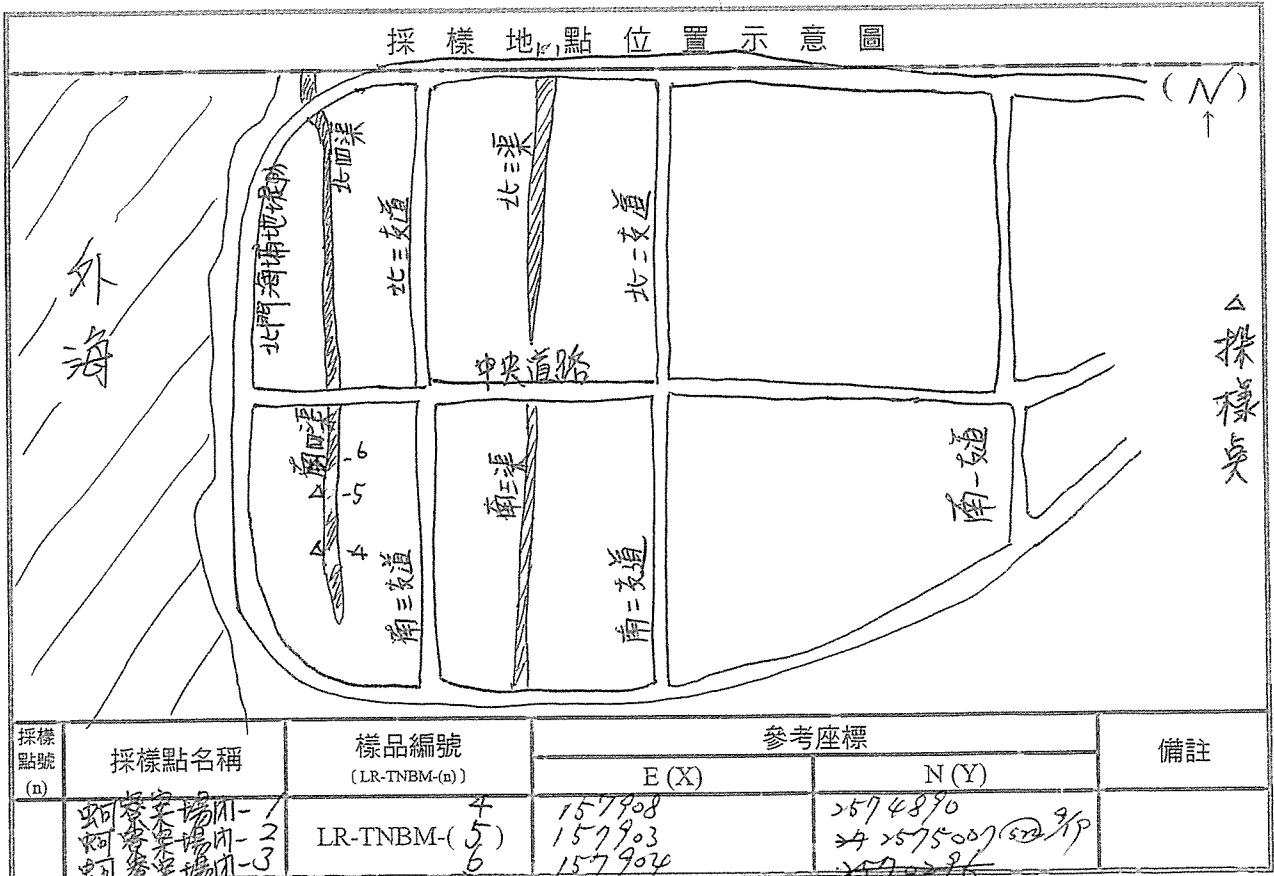 採樣地點位置示意圖
(N)
↑
外海
北門海埔地堤防
北四渠
北三支道
北三渠
北二支道
中央道路
南四渠
-6
△ -5
△ 4
南三支道
南三渠
南二支道
南一支道
△採樣點
採樣點號(n) 採樣點名稱 樣品編號 參考座標 備註
(LR-TNBM-(n)) E (X) N (Y)
蚵寮案場用-1 4 157908 2574890
蚵寮案場用-2 LR-TNBM-( 5 ) 157903 2575007
蚵寮案場用-3 6 157904